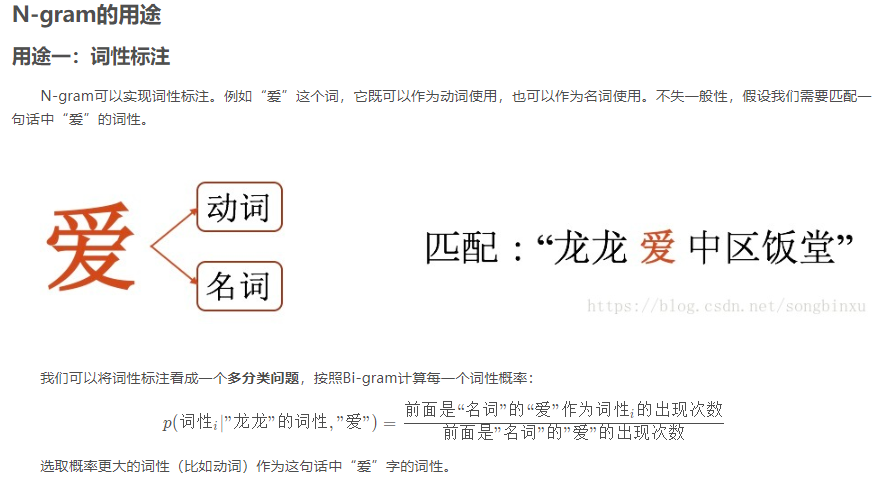 N-gram的用途
用途一：词性标注
N-gram可以实现词性标注。例如“爱”这个词，它既可以作为动词使用，也可以作为名词使用。不失一般性，假设我们需要匹配一
句话中“爱”的词性。
爱
动词
名词
匹配：“龙龙 爱 中区饭堂”
https://blog.csdn.net/songbinxu
我们可以将词性标注看成一个多分类问题，按照Bi-gram计算每一个词性概率：
p(词性i|”龙龙”的词性,”爱”) = 前面是“名词”的“爱”作为词性i的出现次数
前面是”名词”的”爱”的出现次数
选取概率更大的词性（比如动词）作为这句话中“爱”字的词性。